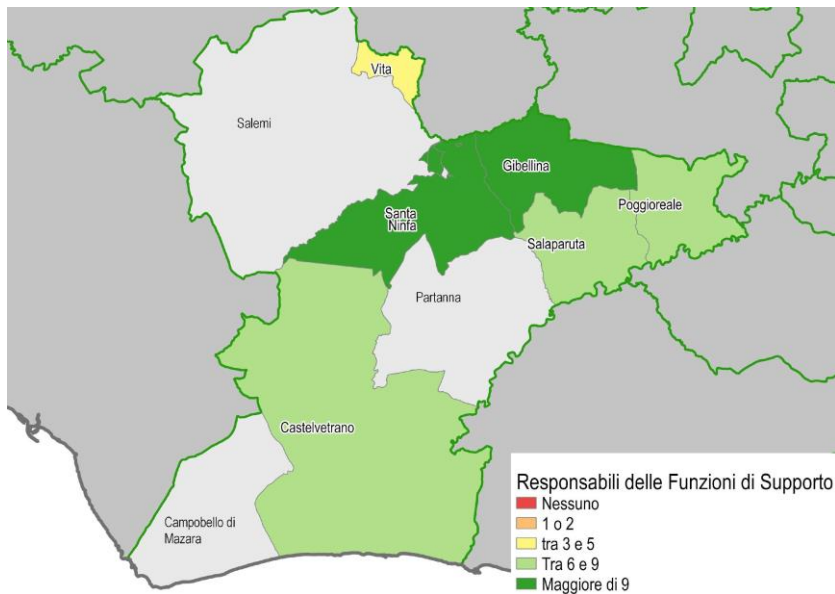 Vita
Salemi
Gibellina
Santa
Ninfa
Poggioreale
Salaparuta
Partanna
Castelvetrano
Campobello di
Mazara
Responsabili delle Funzioni di Supporto
Nessuno
1 o 2
tra 3 e 5
Tra 6 e 9
Maggiore di 9